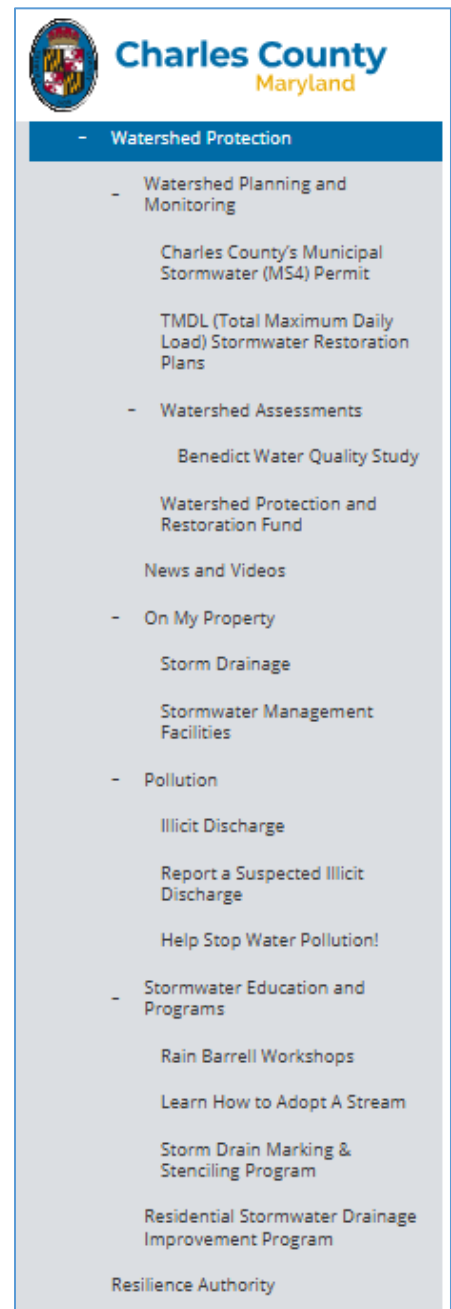 Charles County
Maryland
- Watershed Protection
- Watershed Planning and
Monitoring
Charles County's Municipal
Stormwater (MS4) Permit
TMDL (Total Maximum Daily
Load) Stormwater Restoration
Plans
- Watershed Assessments
Benedict Water Quality Study
Watershed Protection and
Restoration Fund
News and Videos
- On My Property
Storm Drainage
Stormwater Management
Facilities
- Pollution
Illicit Discharge
Report a Suspected Illicit
Discharge
Help Stop Water Pollution!
- Stormwater Education and
Programs
Rain Barrell Workshops
Learn How to Adopt A Stream
Storm Drain Marking &
Stenciling Program
Residential Stormwater Drainage
Improvement Program
Resilience Authority